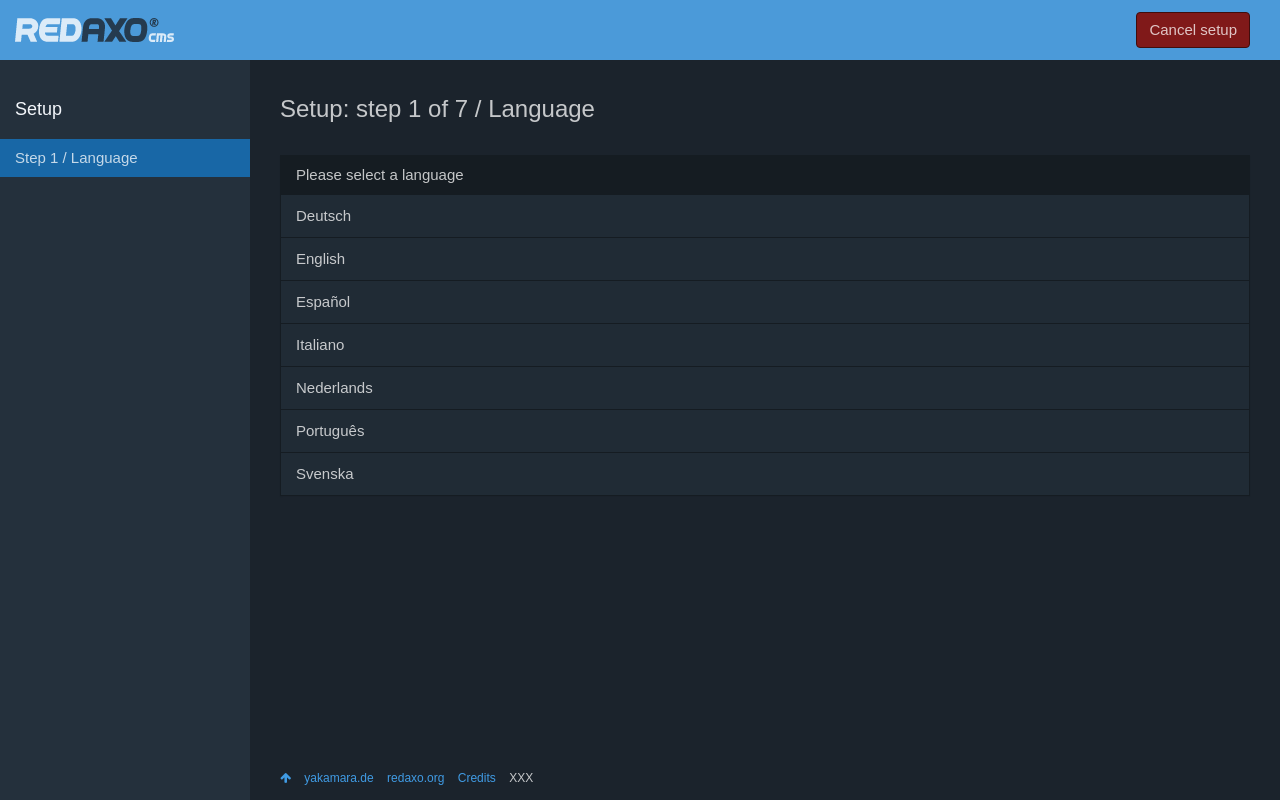 REDAXO® cms
Cancel setup
Setup
Step 1 / Language
Setup: step 1 of 7 / Language
Please select a language
Deutsch
English
Español
Italiano
Nederlands
Português
Svenska
yakamara.de redaxo.org Credits XXX